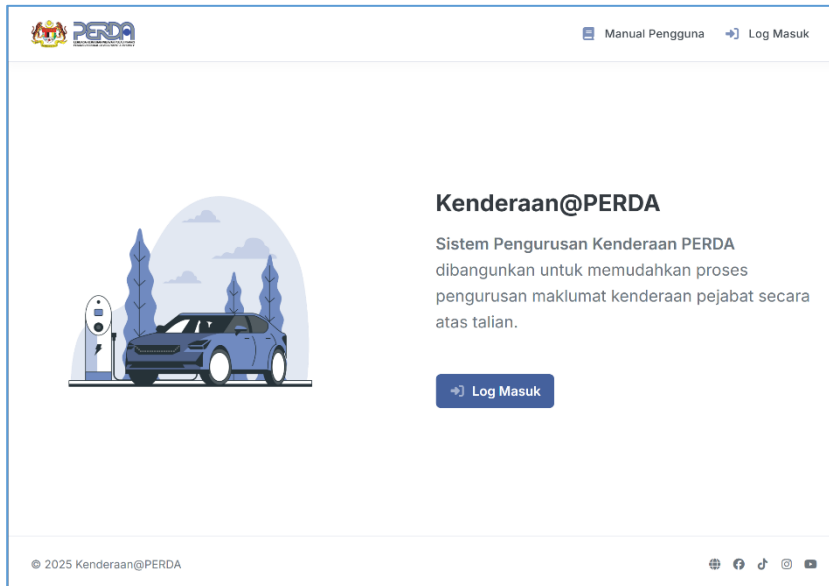 PERDA
Manual Pengguna
Log Masuk
Kenderaan@PERDA
Sistem Pengurusan Kenderaan PERDA
dibangunkan untuk memudahkan proses
pengurusan maklumat kenderaan pejabat secara
atas talian.
Log Masuk
© 2025 Kenderaan@PERDA